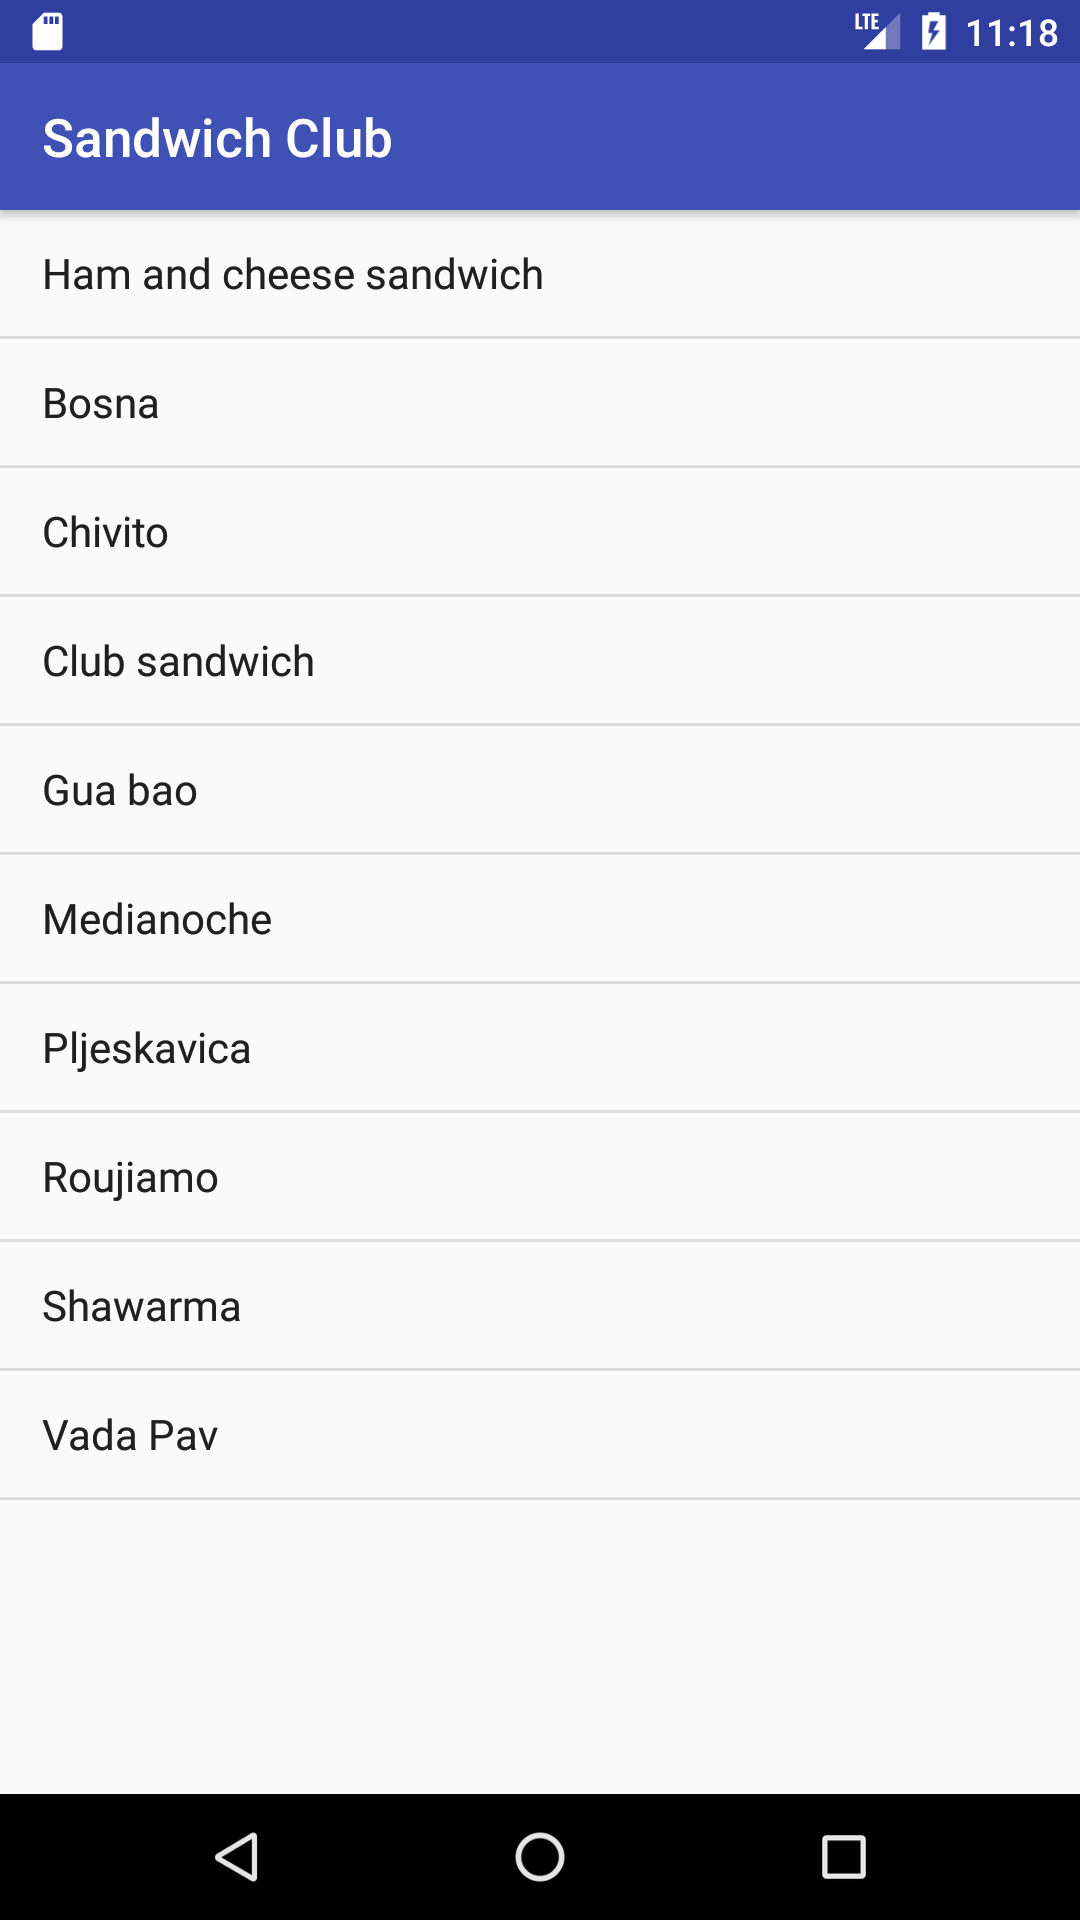 LTE 11:18
Sandwich Club
Ham and cheese sandwich
Bosna
Chivito
Club sandwich
Gua bao
Medianoche
Pljeskavica
Roujiamo
Shawarma
Vada Pav